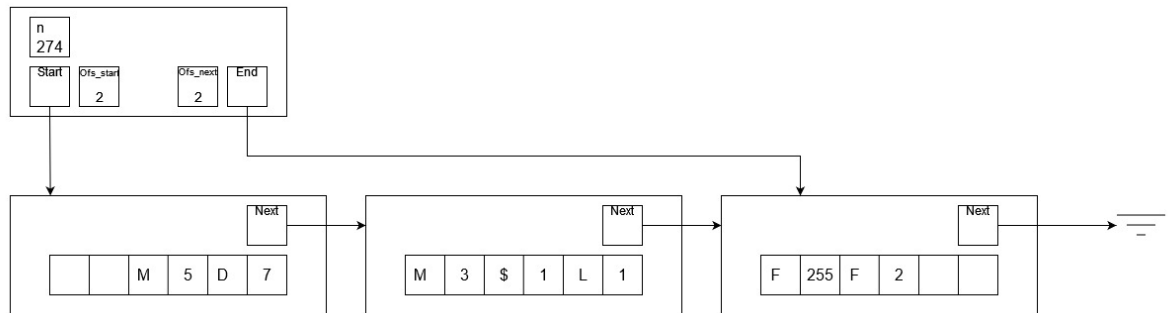 n
274
Start Ofs_start Ofs_next End
2 2
Next Next Next
M 5 D 7 M 3 $ 1 L 1 F 255 F 2